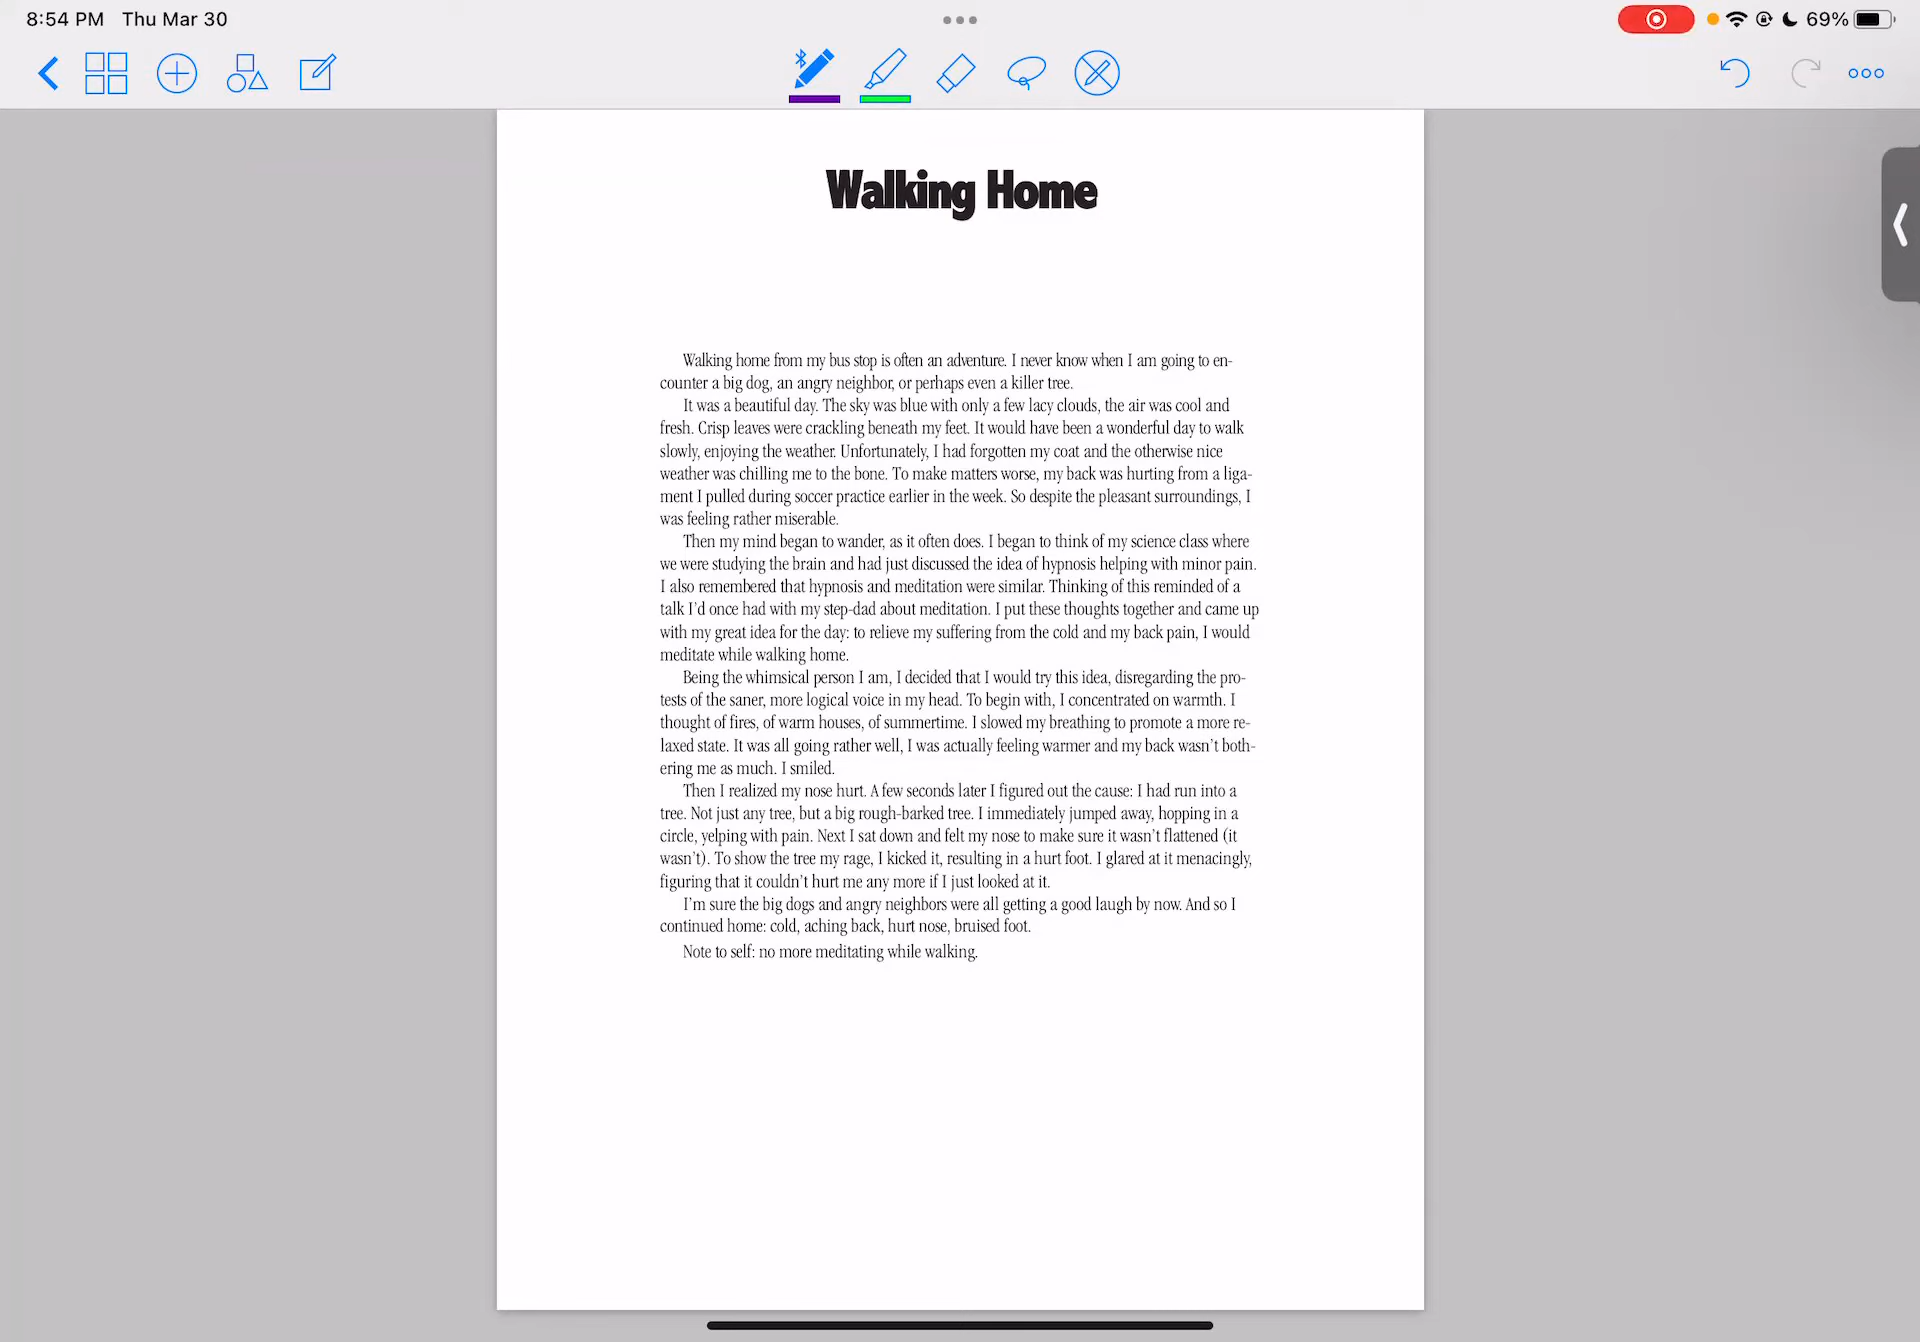 8:54 PM Thu Mar 30
69%
Walking Home
Walking home from my bus stop is often an adventure. I never know when I am going to en-
counter a big dog, an angry neighbor, or perhaps even a killer tree.
It was a beautiful day. The sky was blue with only a few lacy clouds, the air was cool and
fresh. Crisp leaves were crackling beneath my feet. It would have been a wonderful day to walk
slowly, enjoying the weather. Unfortunately, I had forgotten my coat and the otherwise nice
weather was chilling me to the bone. To make matters worse, my back was hurting from a liga-
ment I pulled during soccer practice earlier in the week. So despite the pleasant surroundings, I
was feeling rather miserable.
Then my mind began to wander, as it often does. I began to think of my science class where
we were studying the brain and had just discussed the idea of hypnosis helping with minor pain.
I also remembered that hypnosis and meditation were similar. Thinking of this reminded of a
talk I'd once had with my step-dad about meditation. I put these thoughts together and came up
with my great idea for the day: to relieve my suffering from the cold and my back pain, I would
meditate while walking home.
Being the whimsical person I am, I decided that I would try this idea, disregarding the pro-
tests of the saner, more logical voice in my head. To begin with, I concentrated on warmth. I
thought of fires, of warm houses, of summertime. I slowed my breathing to promote a more re-
laxed state. It was all going rather well, I was actually feeling warmer and my back wasn't both-
ering me as much. I smiled.
Then I realized my nose hurt. A few seconds later I figured out the cause: I had run into a
tree. Not just any tree, but a big rough-barked tree. I immediately jumped away, hopping in a
circle, yelping with pain. Next I sat down and felt my nose to make sure it wasn't flattened (it
wasn't). To show the tree my rage, I kicked it, resulting in a hurt foot. I glared at it menacingly,
figuring that it couldn't hurt me any more if I just looked at it.
I'm sure the big dogs and angry neighbors were all getting a good laugh by now. And so I
continued home: cold, aching back, hurt nose, bruised foot.
Note to self: no more meditating while walking.